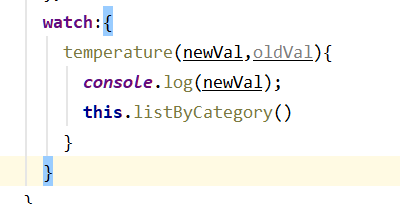 watch:{
temperature(newVal,oldVal){
console.log(newVal);
this.listByCategory()
}
}